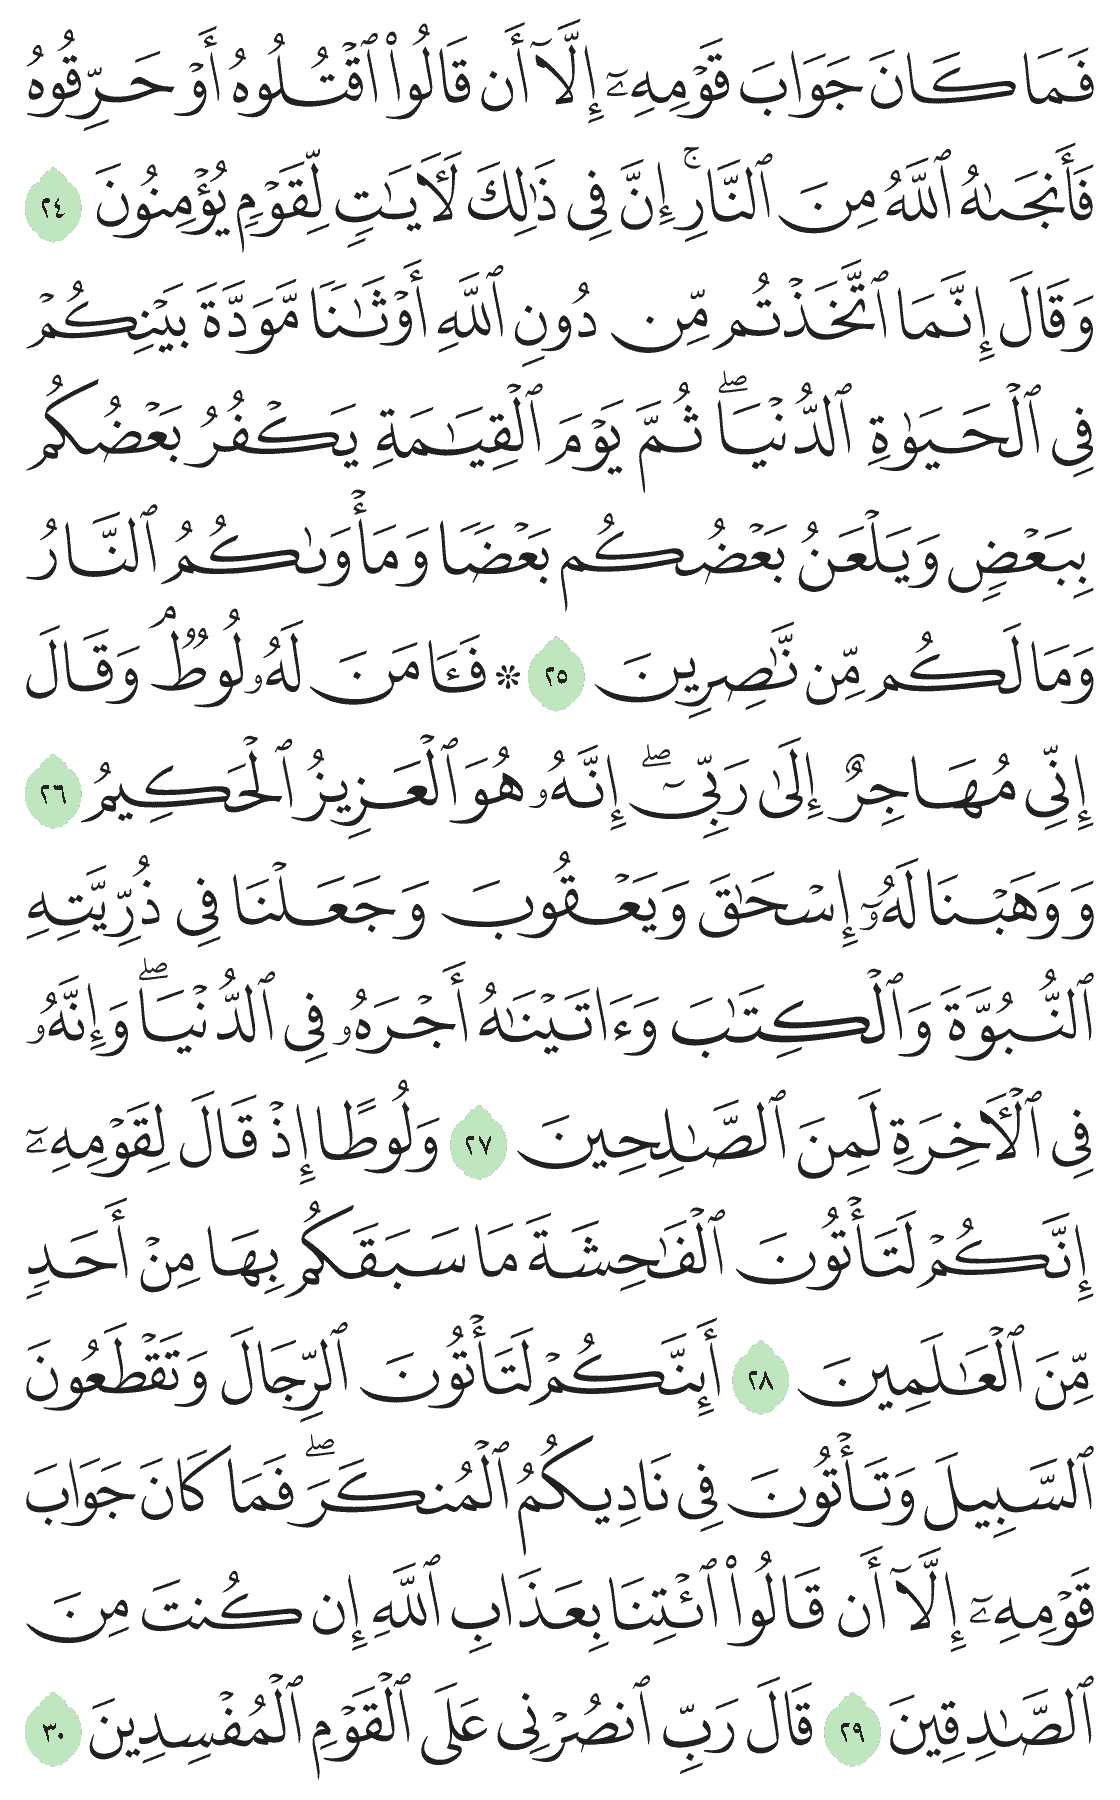 فَمَا كَانَ جَوَابَ قَوۡمِهِۦٓ إِلَّآ أَن قَالُواْ ٱقۡتُلُوهُ أَوۡ حَرِّقُوهُ
فَأَنجَىٰهُ ٱللَّهُ مِنَ ٱلنَّارِۚ إِنَّ فِي ذَٰلِكَ لَأٓيَٰتٖ لِّقَوۡمٖ يُؤۡمِنُونَ ٢٤
وَقَالَ إِنَّمَا ٱتَّخَذۡتُم مِّن دُونِ ٱللَّهِ أَوۡثَٰنٗا مَّوَدَّةَ بَيۡنِكُمۡ
فِي ٱلۡحَيَوٰةِ ٱلدُّنۡيَاۖ ثُمَّ يَوۡمَ ٱلۡقِيَٰمَةِ يَكۡفُرُ بَعۡضُكُم
بِبَعۡضٖ وَيَلۡعَنُ بَعۡضُكُم بَعۡضٗا وَمَأۡوَىٰكُمُ ٱلنَّارُ
وَمَا لَكُم مِّن نَّٰصِرِينَ ٢٥ ۞ فَـَٔامَنَ لَهُۥ لُوطٞۘ وَقَالَ
إِنِّي مُهَاجِرٌ إِلَىٰ رَبِّيٓۖ إِنَّهُۥ هُوَ ٱلۡعَزِيزُ ٱلۡحَكِيمُ ٢٦
وَوَهَبۡنَا لَهُۥٓ إِسۡحَٰقَ وَيَعۡقُوبَ وَجَعَلۡنَا فِي ذُرِّيَّتِهِ
ٱلنُّبُوَّةَ وَٱلۡكِتَٰبَ وَءَاتَيۡنَٰهُ أَجۡرَهُۥ فِي ٱلدُّنۡيَاۖ وَإِنَّهُۥ
فِي ٱلۡأٓخِرَةِ لَمِنَ ٱلصَّٰلِحِينَ ٢٧ وَلُوطًا إِذۡ قَالَ لِقَوۡمِهِۦٓ
إِنَّكُمۡ لَتَأۡتُونَ ٱلۡفَٰحِشَةَ مَا سَبَقَكُم بِهَا مِنۡ أَحَدٖ
مِّنَ ٱلۡعَٰلَمِينَ ٢٨ أَئِنَّكُمۡ لَتَأۡتُونَ ٱلرِّجَالَ وَتَقۡطَعُونَ
ٱلسَّبِيلَ وَتَأۡتُونَ فِي نَادِيكُمُ ٱلۡمُنكَرَۖ فَمَا كَانَ جَوَابَ
قَوۡمِهِۦٓ إِلَّآ أَن قَالُواْ ٱئۡتِنَا بِعَذَابِ ٱللَّهِ إِن كُنتَ مِنَ
ٱلصَّٰدِقِينَ ٢٩ قَالَ رَبِّ ٱنصُرۡنِي عَلَى ٱلۡقَوۡمِ ٱلۡمُفۡسِدِينَ ٣٠